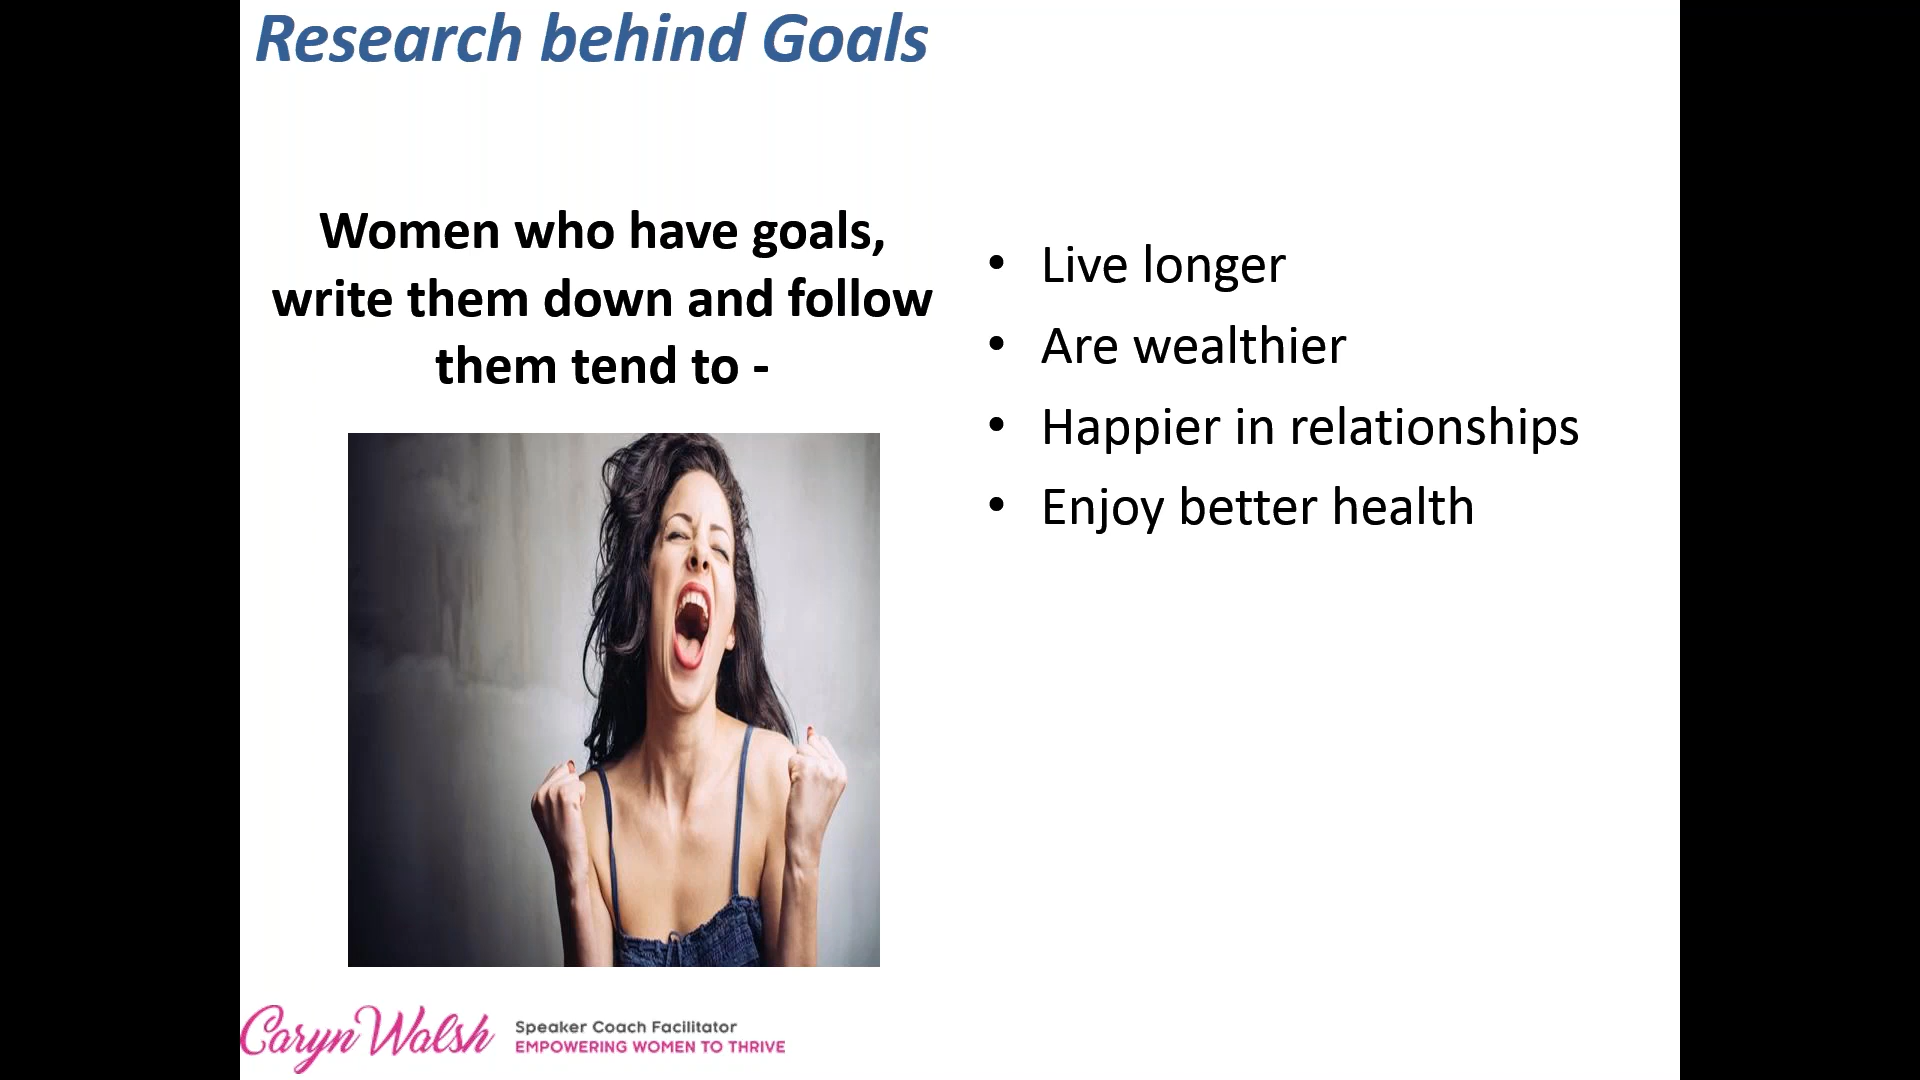 Research behind Goals
Women who have goals,
write them down and follow
them tend to -
• Live longer
• Are wealthier
• Happier in relationships
• Enjoy better health
Caryn Walsh
Speaker Coach Facilitator
EMPOWERING WOMEN TO THRIVE